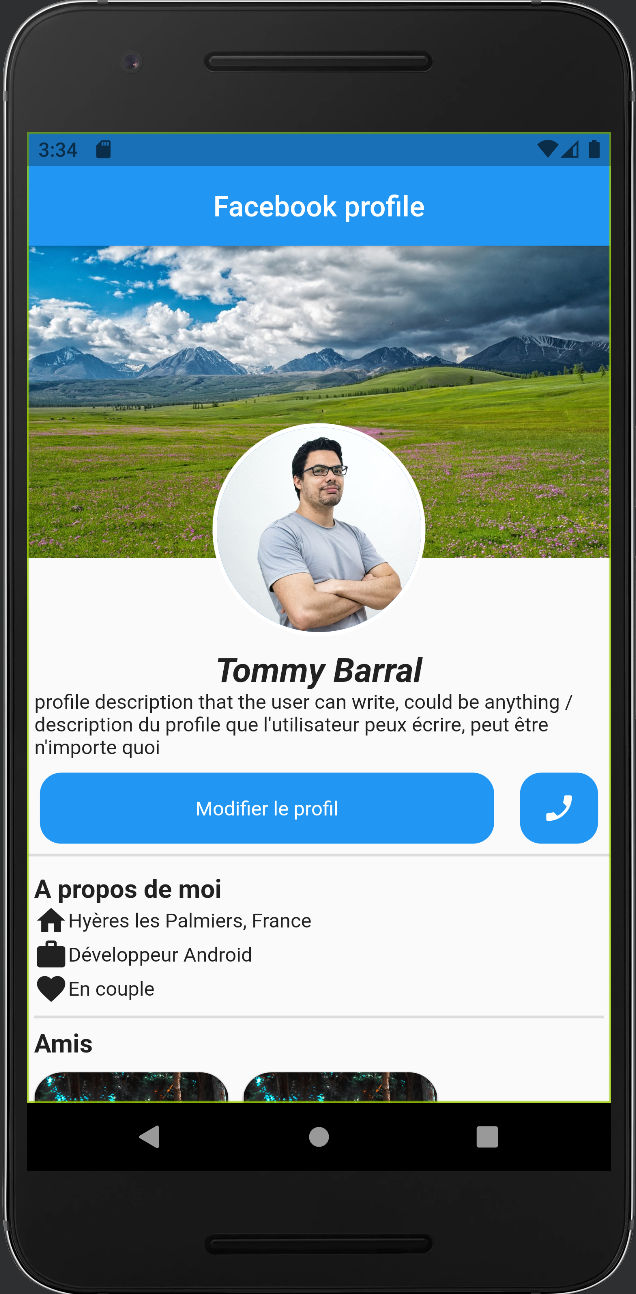 3:34
Facebook profile
Tommy Barral
profile description that the user can write, could be anything /
description du profile que l'utilisateur peux écrire, peut être
n'importe quoi
Modifier le profil
A propos de moi
Hyères les Palmiers, France
Développeur Android
En couple
Amis